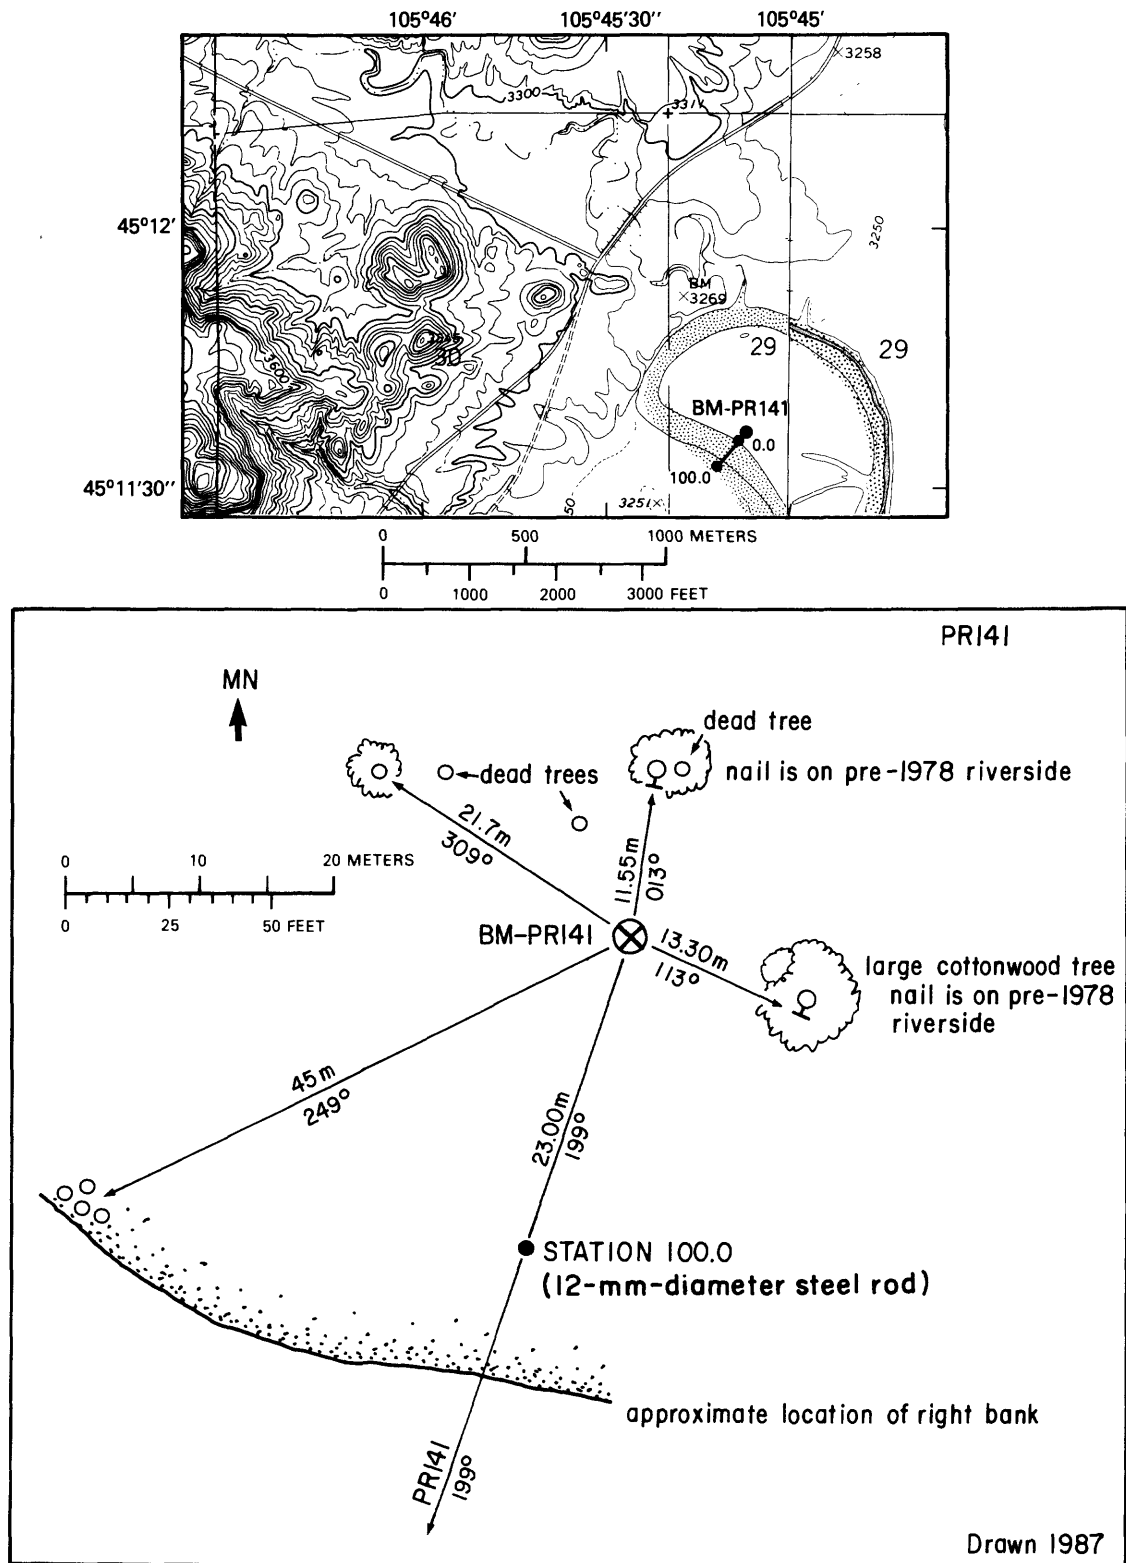 105°46' 105°45'30'' 105°45'
3258
3300
3311
45°12'
3250
BM
3269
30
3600
29 29
BM-PR141
0.0
100.0
45°11'30''
3251
50
0 500 1000 METERS
0 1000 2000 3000 FEET
PR141
MN
dead tree
dead trees
nail is on pre-1978 riverside
21.7m
309°
11.55m
013°
0 10 20 METERS
0 25 50 FEET
BM-PR141
13.30m
113°
large cottonwood tree
nail is on pre-1978
riverside
45m
249°
23.00m
199°
STATION 100.0
(12-mm-diameter steel rod)
approximate location of right bank
PR141
199°
Drawn 1987